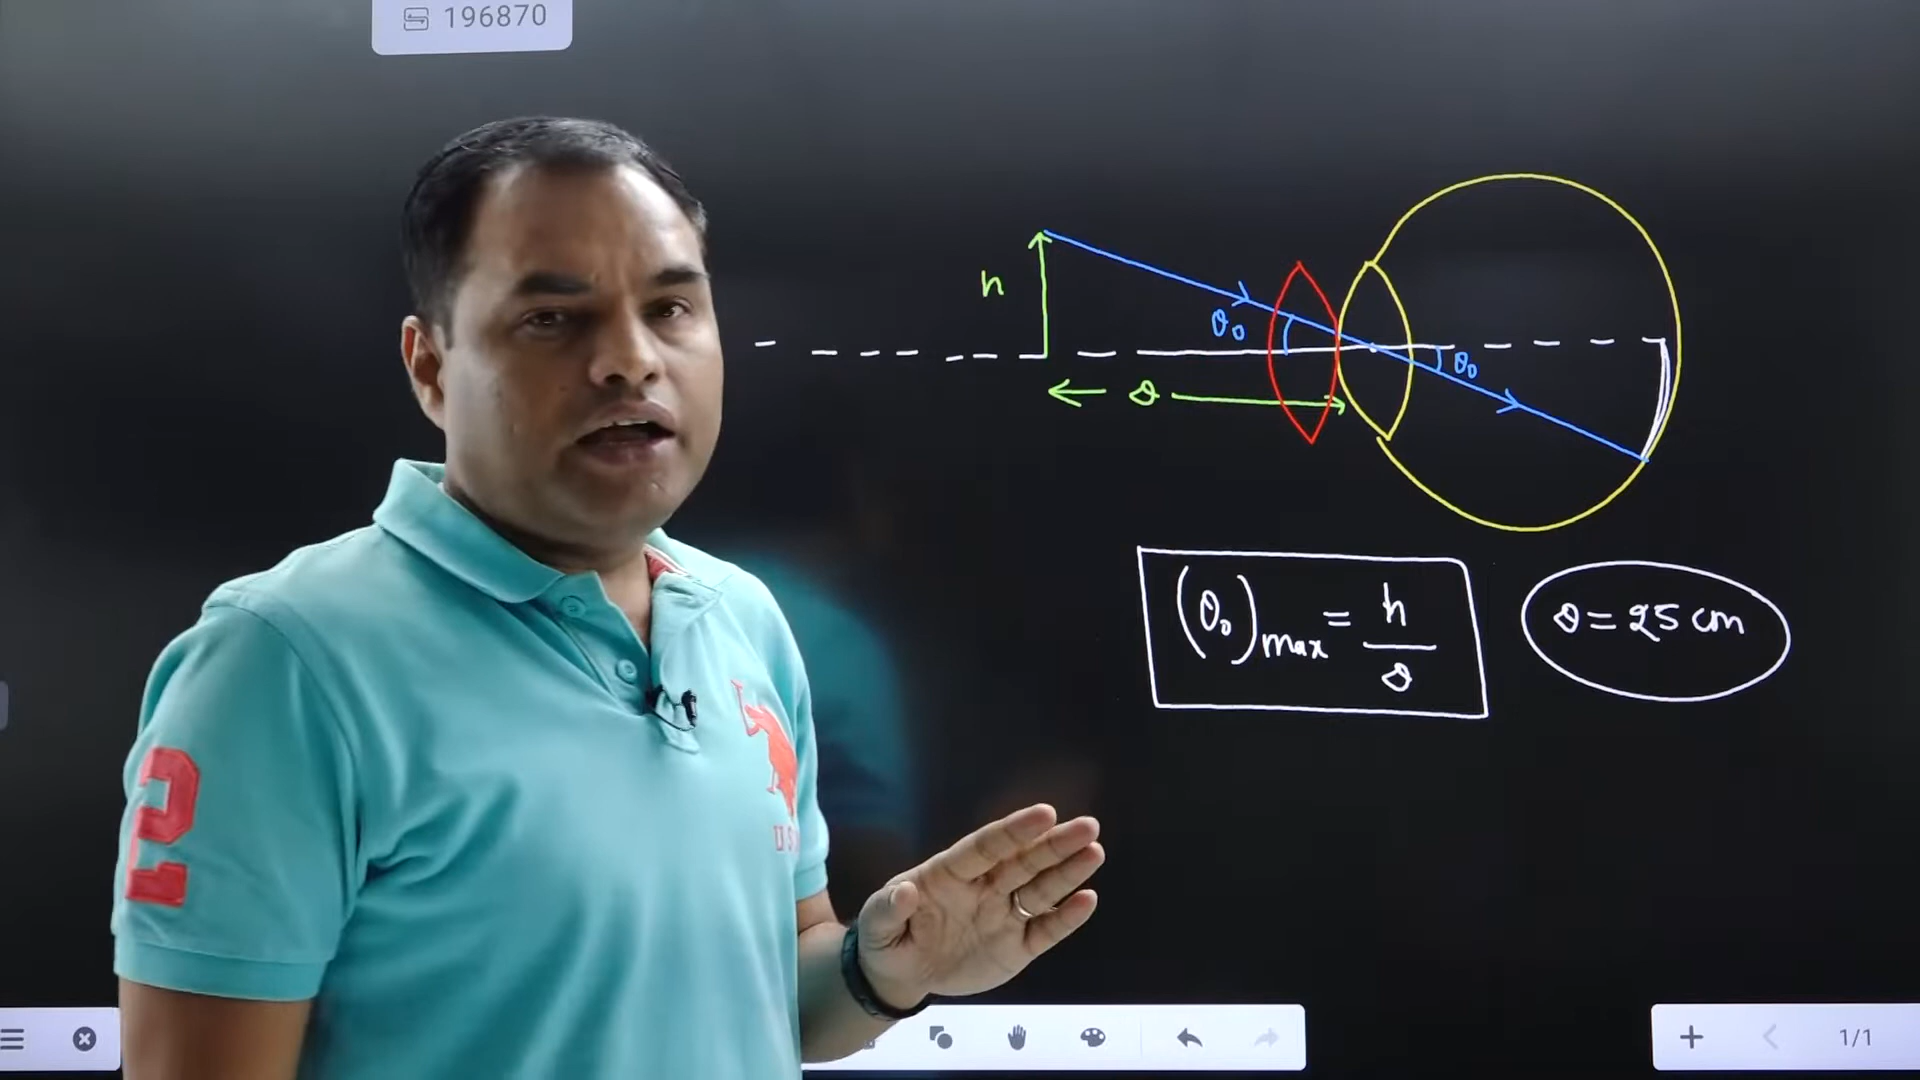 196870
h
θ₀
θ₀
D
(θ₀)max = h/D
D = 25 cm
2
U S
1/1